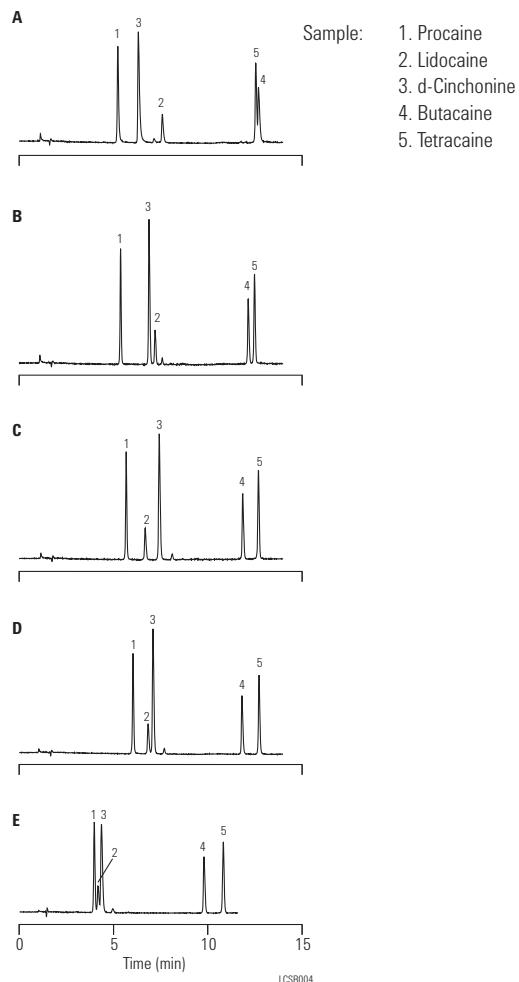 A
Sample: 1. Procaine
2. Lidocaine
3. d-Cinchonine
4. Butacaine
5. Tetracaine
1
3
2
5
4
B
1
3
2
4
5
C
1
2
3
4
5
D
1
2
3
4
5
E
1 3
2
4
5
0 5 10 15
Time (min)
LCSB004